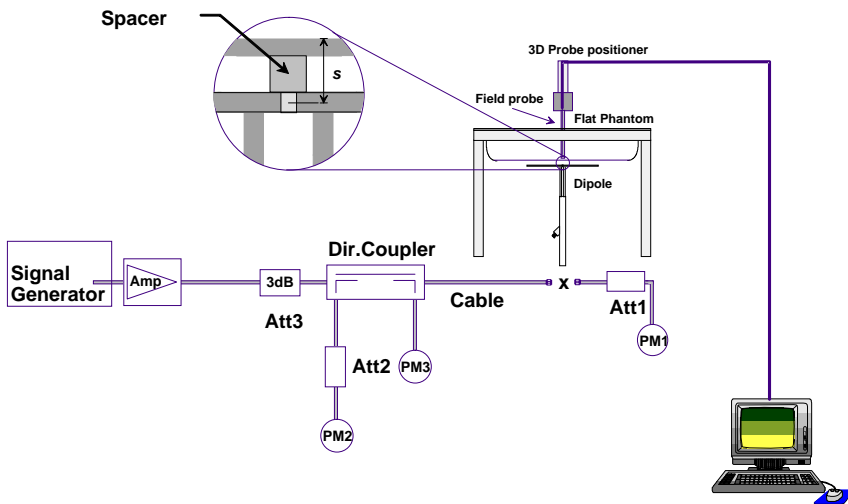 Spacer
s
3D Probe positioner
Field probe
Flat Phantom
Dipole
Signal
Generator
Amp
3dB
Att3
Dir.Coupler
Cable
x
Att1
PM1
Att2
PM3
PM2